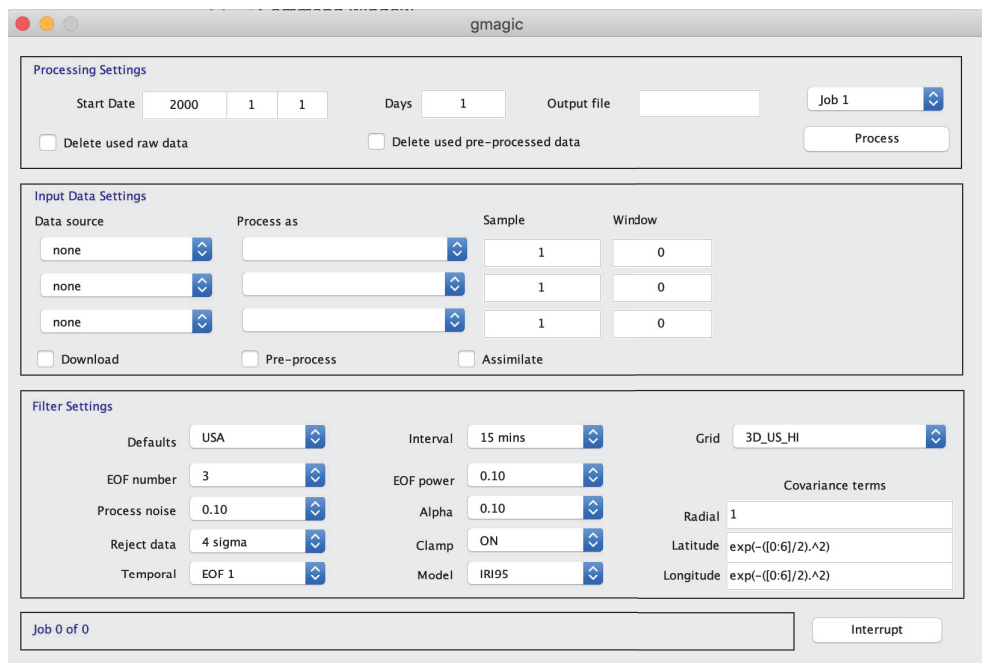 gmagic
Processing Settings
Start Date 2000 1 1 Days 1 Output file Job 1
Delete used raw data Delete used pre-processed data Process
Input Data Settings
Data source Process as Sample Window
none 1 0
none 1 0
none 1 0
Download Pre-process Assimilate
Filter Settings
Defaults USA Interval 15 mins Grid 3D_US_HI
EOF number 3 EOF power 0.10 Covariance terms
Process noise 0.10 Alpha 0.10 Radial 1
Reject data 4 sigma Clamp ON Latitude exp(-([0:6]/2).^2)
Temporal EOF 1 Model IRI95 Longitude exp(-([0:6]/2).^2)
Job 0 of 0 Interrupt